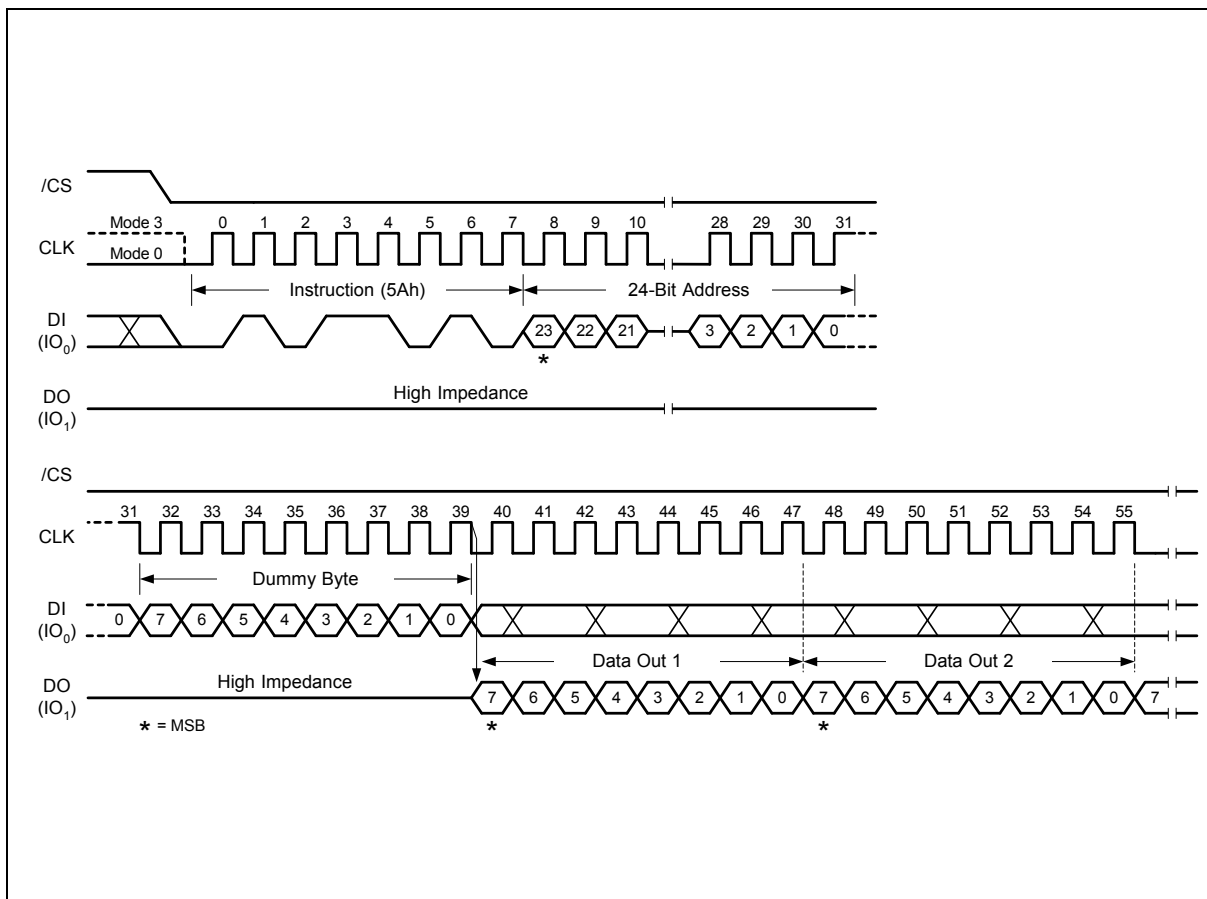 /CS
Mode 3 0 1 2 3 4 5 6 7 8 9 10 28 29 30 31
CLK
Mode 0
Instruction (5Ah) 24-Bit Address
DI
(IO0) 23 22 21 3 2 1 0
*
DO High Impedance
(IO1)
/CS
31 32 33 34 35 36 37 38 39 40 41 42 43 44 45 46 47 48 49 50 51 52 53 54 55
CLK
Dummy Byte
DI
(IO0) 0 7 6 5 4 3 2 1 0
Data Out 1 Data Out 2
DO High Impedance 7 6 5 4 3 2 1 0 7 6 5 4 3 2 1 0 7
(IO1)
* = MSB * *